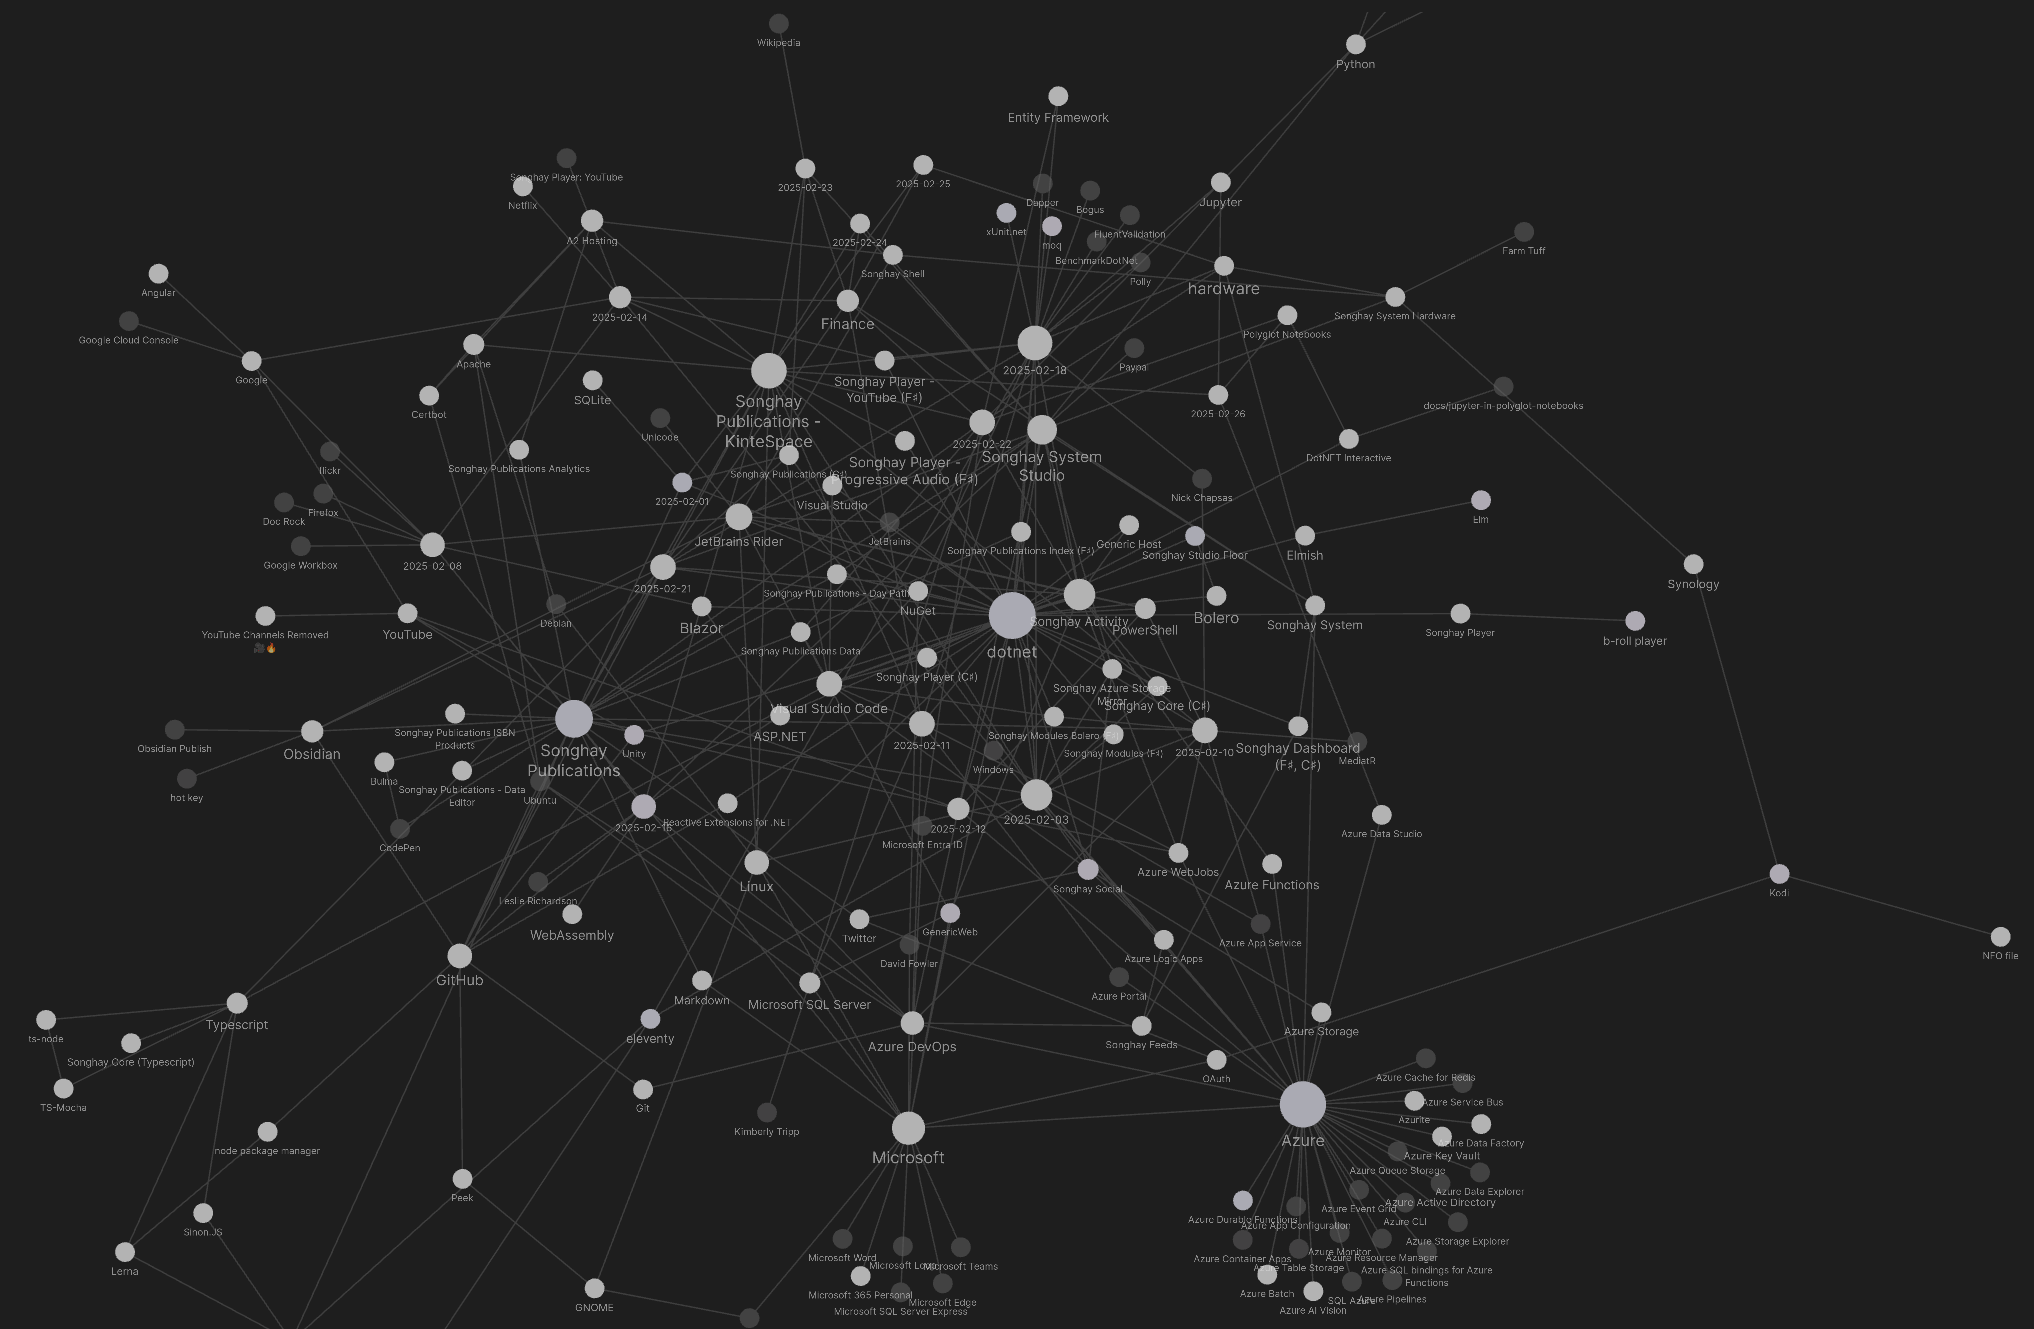 Wikipedia
Python
Entity Framework
Songhay Player: YouTube
Netflix
2025-02-23
2025-02-25
Dapper
Bogus
Jupyter
xUnit.net
moq
FluentValidation
A2 Hosting
2025-02-24
BenchmarkDotNet
Farm Tuff
Songhay Shell
Polly
Angular
hardware
2025-02-14
Finance
Songhay System Hardware
Google Cloud Console
Polyglot Notebooks
Apache
2025-02-18
Paypal
Google
Songhay Player -
YouTube (F♯)
SQLite
Songhay
Publications -
KinteSpace
Certbot
2025-02-26
docs/jupyter-in-polyglot-notebooks
Unicode
2025-02-22
Songhay System
Studio
DotNET Interactive
flickr
Songhay Publications Analytics
Songhay Player -
Progressive Audio (F♯)
Songhay Publications
2025-02-01
Visual Studio
Nick Chapsas
Firefox
Doc Rock
Elm
JetBrains Rider
JetBrains
Songhay Publications Index (F♯)
Generic Host
Songhay Studio Floor
Elmish
Google Workbox
2025-02-08
2025-02-21
Synology
Songhay Publications - Day Path
NuGet
Songhay Activity
PowerShell
Bolero
Songhay System
Debian
Blazor
YouTube Channels Removed
🎥🔥
YouTube
Songhay Player
b-roll player
Songhay Publications Data
dotnet
Songhay Player (C♯)
Songhay Azure Storage
Mirror
Songhay Core (C♯)
Visual Studio Code
Songhay Publications ISBN
Products
ASP.NET
Songhay Modules Bolero (F♯)
Songhay Modules (F♯)
2025-02-11
2025-02-10
Songhay Dashboard
(F♯, C♯)
MediatR
Obsidian Publish
Obsidian
Songhay
Publications
Unity
Windows
Bulma
Songhay Publications - Data
Editor
hot key
Ubuntu
2025-02-16
Reactive Extensions for .NET
2025-02-12
2025-02-03
Azure Data Studio
CodePen
Microsoft Entra ID
Linux
Songhay Social
Azure WebJobs
Azure Functions
Kodi
Leslie Richardson
WebAssembly
Twitter
GenericWeb
Azure App Service
David Fowler
Azure Logic Apps
NFO file
GitHub
Azure Portal
Markdown
Microsoft SQL Server
Typescript
ts-node
eleventy
Azure DevOps
Songhay Feeds
Azure Storage
Songhay Core (Typescript)
OAuth
Azure Cache for Redis
TS-Mocha
Git
Azure Service Bus
Azurite
Kimberly Tripp
Azure
Azure Data Factory
node package manager
Microsoft
Azure Key Vault
Azure Queue Storage
Peek
Azure Data Explorer
Azure Active Directory
Azure Event Grid
Azure Durable Functions
Azure App Configuration
Azure CLI
Sinon.JS
Azure Storage Explorer
Azure Monitor
Azure Container Apps
Azure Resource Manager
Azure Table Storage
Azure SQL bindings for Azure
Functions
Lerna
Microsoft Word
Microsoft Loop
Microsoft Teams
Azure Batch
Microsoft 365 Personal
Microsoft Edge
SQL Azure
Azure Pipelines
GNOME
Microsoft SQL Server Express
Azure AI Vision